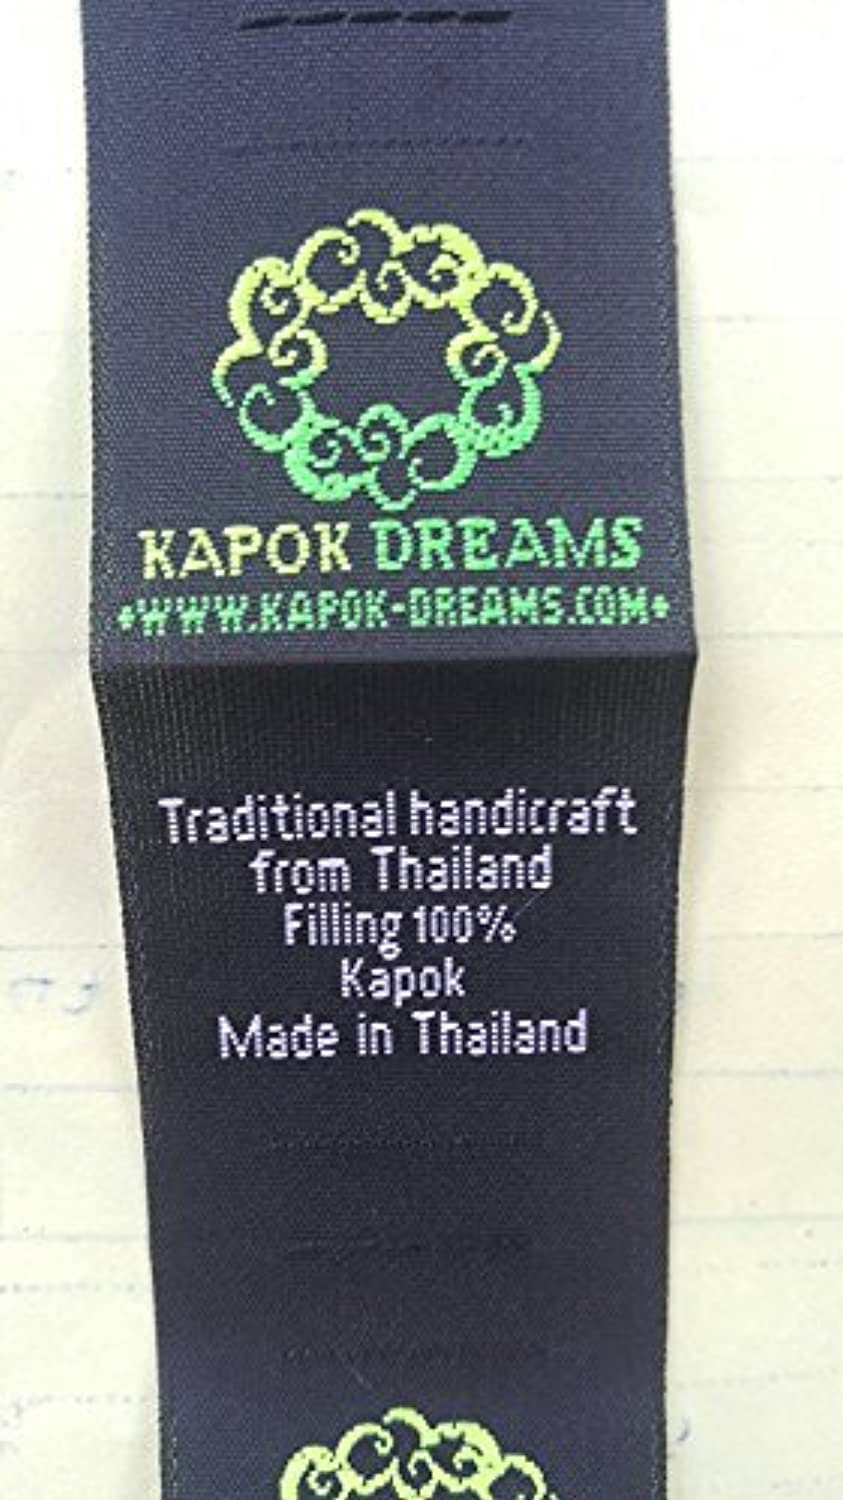 KAPOK DREAMS
•WWW.KAPOK-DREAMS.COM•
Traditional handicraft
from Thailand
Filling 100%
Kapok
Made in Thailand